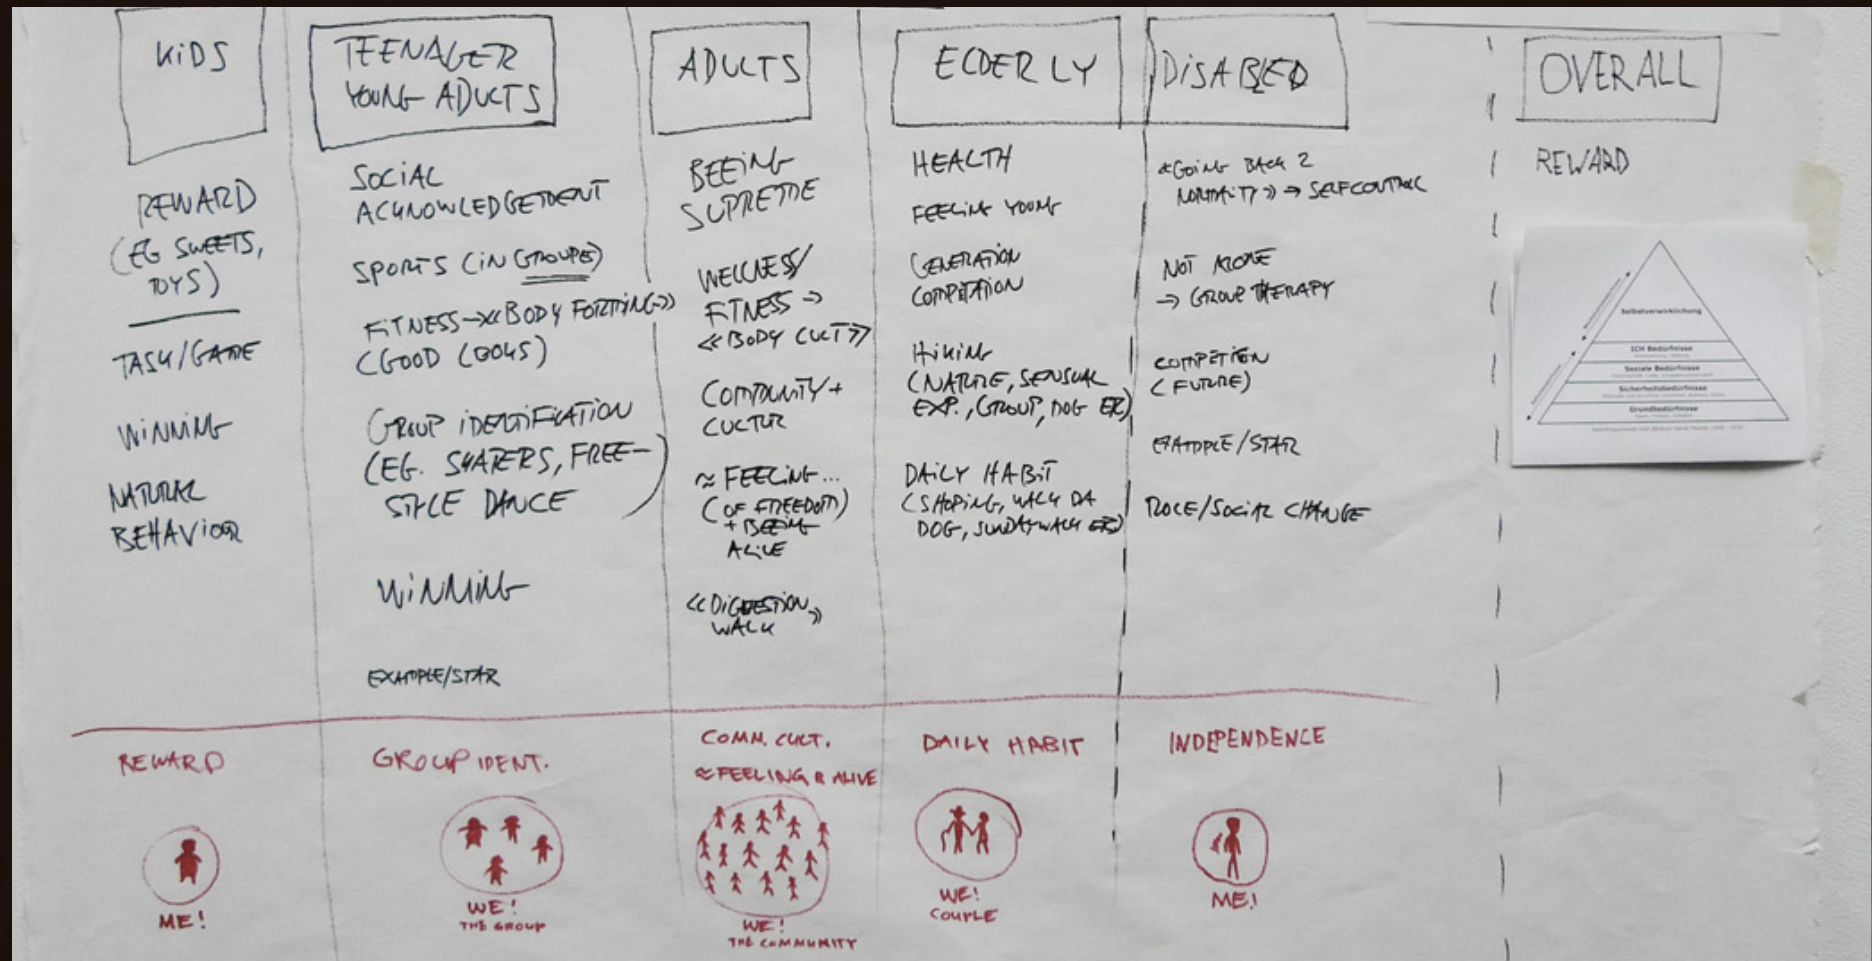 KIDS
REWARD
(EG SWEETS,
TOYS)
TASK/GAME
WINNING
NATURAL
BEHAVIOUR
REWARD
ME!
TEENAGER
YOUNG ADULTS
SOCIAL
ACKNOWLEDGEMENT
SPORTS (IN GROUPS)
FITNESS → «BODY FORMING»
(GOOD LOOKS)
GROUP IDENTIFICATION
(EG. SKATERS, FREE-
STYLE DANCE)
WINNING
EXAMPLE/STAR
GROUP IDENT.
WE!
THE GROUP
ADULTS
BEEING
SUPREME
WELLNESS/
FITNESS →
«BODY CULT»
COMMUNITY +
CULTUR
≈ FEELING...
(OF FREEDOM)
+ BEEING
ALIVE
«DIGESTION
WALK»
COMM. CULT.
≈ FEELING B ALIVE
WE!
THE COMMUNITY
ELDERLY
HEALTH
FEELING YOUNG
GENERATION
COMPETATION
HIKING
(NATURE, SENSUAL
EXP., GROUP, DOG EC)
DAILY HABIT
(SHOPING, WALK DA
DOG, SUNDAYWALK EC)
DAILY HABIT
WE!
COUPLE
DISABLED
«GOING BACK 2
NORMALITY» → SELFCONTROL
NOT ALONE
→ GROUP THERAPY
COMPETION
(FUTURE)
EXAMPLE/STAR
ROLE/SOCIAL CHANGE
INDEPENDENCE
ME!
OVERALL
REWARD
Selbstverwirklichung
ICH Bedürfnisse
Soziale Bedürfnisse
Sicherheitsbedürfnisse
Grundbedürfnisse